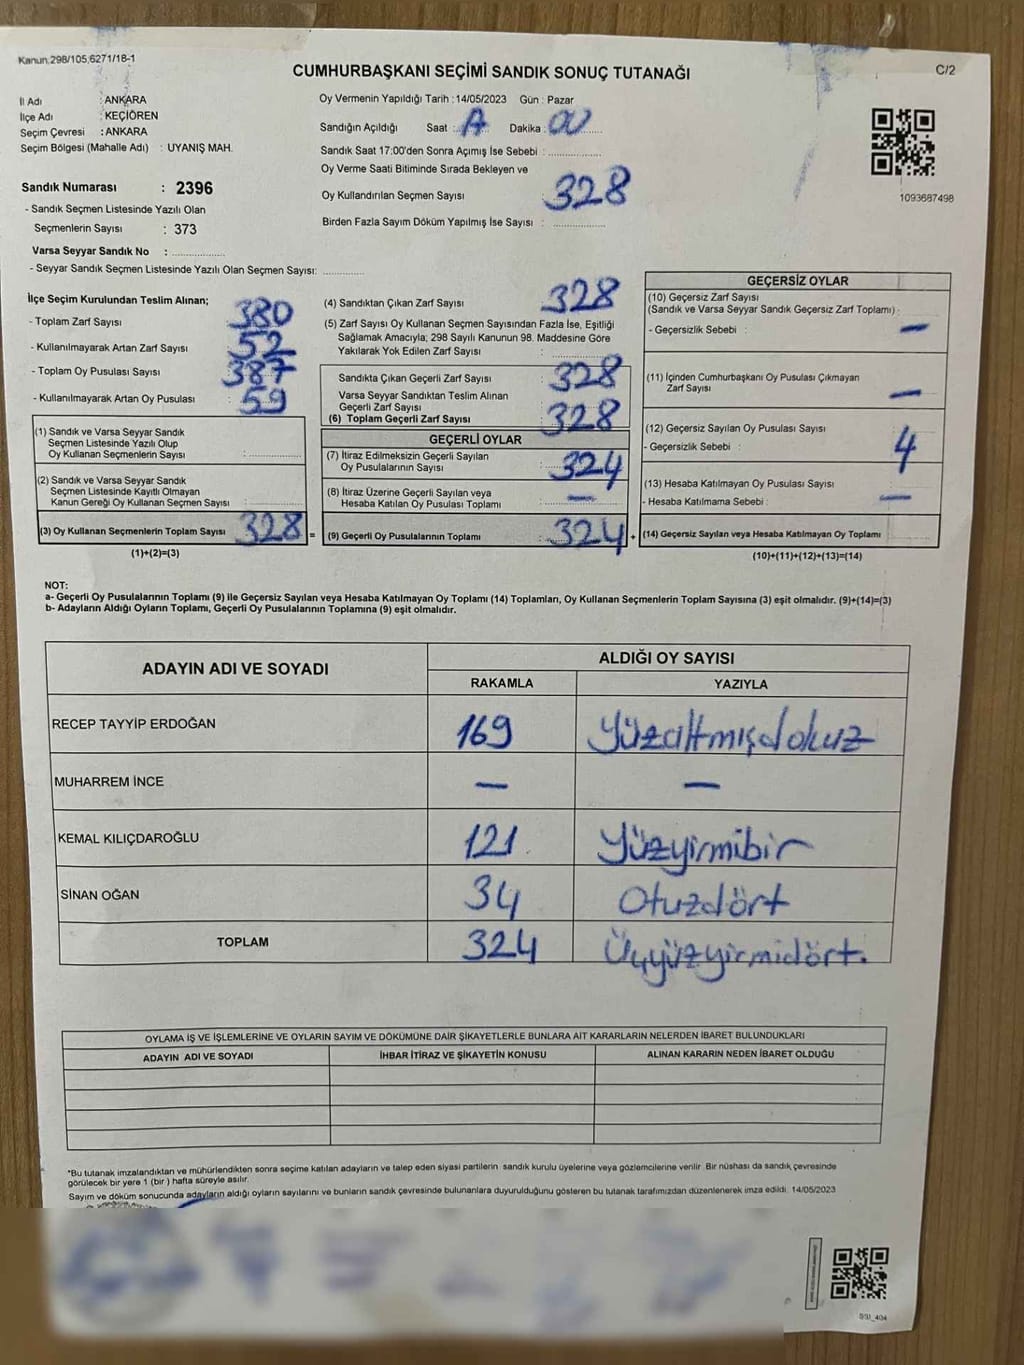 Kanun.298/105,6271/18-1
CUMHURBAŞKANI SEÇİMİ SANDIK SONUÇ TUTANAĞI
C/2
İl Adı : ANKARA
İlçe Adı : KEÇİÖREN
Seçim Çevresi : ANKARA
Seçim Bölgesi (Mahalle Adı) : UYANIŞ MAH.
Oy Vermenin Yapıldığı Tarih : 14/05/2023 Gün : Pazar
Sandığın Açıldığı Saat : Dakika : 00
Sandık Saat 17:00'den Sonra Açımış İse Sebebi :
Oy Verme Saati Bitiminde Sırada Bekleyen ve
Oy Kullandırılan Seçmen Sayısı : 328
Birden Fazla Sayım Döküm Yapılmış İse Sayısı :
1093687498
Sandık Numarası : 2396
- Sandık Seçmen Listesinde Yazılı Olan
Seçmenlerin Sayısı : 373
Varsa Seyyar Sandık No :
- Seyyar Sandık Seçmen Listesinde Yazılı Olan Seçmen Sayısı:
İlçe Seçim Kurulundan Teslim Alınan;
- Toplam Zarf Sayısı : 380
- Kullanılmayarak Artan Zarf Sayısı : 52
- Toplam Oy Pusulası Sayısı : 387
- Kullanılmayarak Artan Oy Pusulası : 59
(1) Sandık ve Varsa Seyyar Sandık
Seçmen Listesinde Yazılı Olup
Oy Kullanan Seçmenlerin Sayısı :
(2) Sandık ve Varsa Seyyar Sandık
Seçmen Listesinde Kayıtlı Olmayan
Kanun Gereği Oy Kullanan Seçmen Sayısı :
(3) Oy Kullanan Seçmenlerin Toplam Sayısı 328 =
(1)+(2)=(3)
(4) Sandıktan Çıkan Zarf Sayısı : 328
(5) Zarf Sayısı Oy Kullanan Seçmen Sayısından Fazla İse, Eşitliği
Sağlamak Amacıyla; 298 Sayılı Kanunun 98. Maddesine Göre
Yakılarak Yok Edilen Zarf Sayısı :
Sandıkta Çıkan Geçerli Zarf Sayısı : 328
Varsa Seyyar Sandıktan Teslim Alınan
Geçerli Zarf Sayısı :
(6) Toplam Geçerli Zarf Sayısı : 328
GEÇERLİ OYLAR
(7) İtiraz Edilmeksizin Geçerli Sayılan
Oy Pusulalarının Sayısı : 324
(8) İtiraz Üzerine Geçerli Sayılan veya
Hesaba Katılan Oy Pusulası Toplamı : —
(9) Geçerli Oy Pusulalarının Toplamı : 324 +
GEÇERSİZ OYLAR
(10) Geçersiz Zarf Sayısı
(Sandık ve Varsa Seyyar Sandık Geçersiz Zarf Toplamı) :
- Geçersizlik Sebebi : —
(11) İçinden Cumhurbaşkanı Oy Pusulası Çıkmayan
Zarf Sayısı : —
(12) Geçersiz Sayılan Oy Pusulası Sayısı :
- Geçersizlik Sebebi : 4
(13) Hesaba Katılmayan Oy Pusulası Sayısı :
- Hesaba Katılmama Sebebi : —
(14) Geçersiz Sayılan veya Hesaba Katılmayan Oy Toplamı
(10)+(11)+(12)+(13)=(14)
NOT:
a- Geçerli Oy Pusulalarının Toplamı (9) ile Geçersiz Sayılan veya Hesaba Katılmayan Oy Toplamı (14) Toplamları, Oy Kullanan Seçmenlerin Toplam Sayısına (3) eşit olmalıdır. (9)+(14)=(3)
b- Adayların Aldığı Oyların Toplamı, Geçerli Oy Pusulalarının Toplamına (9) eşit olmalıdır.
ADAYIN ADI VE SOYADI
ALDIĞI OY SAYISI
RAKAMLA YAZIYLA
RECEP TAYYİP ERDOĞAN 169 Yüzaltmışdokuz
MUHARREM İNCE — —
KEMAL KILIÇDAROĞLU 121 Yüzyirmibir
SİNAN OĞAN 34 Otuzdört
TOPLAM 324 Üçyüzyirmidört.
OYLAMA İŞ VE İŞLEMLERİNE VE OYLARIN SAYIM VE DÖKÜMÜNE DAİR ŞİKAYETLERLE BUNLARA AİT KARARLARIN NELERDEN İBARET BULUNDUKLARI
ADAYIN ADI VE SOYADI İHBAR İTİRAZ VE ŞİKAYETİN KONUSU ALINAN KARARIN NEDEN İBARET OLDUĞU
*Bu tutanak imzalandıktan ve mühürlendikten sonra seçime katılan adayların ve talep eden siyasi partilerin sandık kurulu üyelerine veya gözlemcilerine verilir. Bir nüshası da sandık çevresinde
görülecek bir yere 1 (bir) hafta süreyle asılır.
Sayım ve döküm sonucunda adayların aldığı oyların sayılarını ve bunların sandık çevresinde bulunanlara duyurulduğunu gösteren bu tutanak tarafımızdan düzenlenerek imza edildi. 14/05/2023